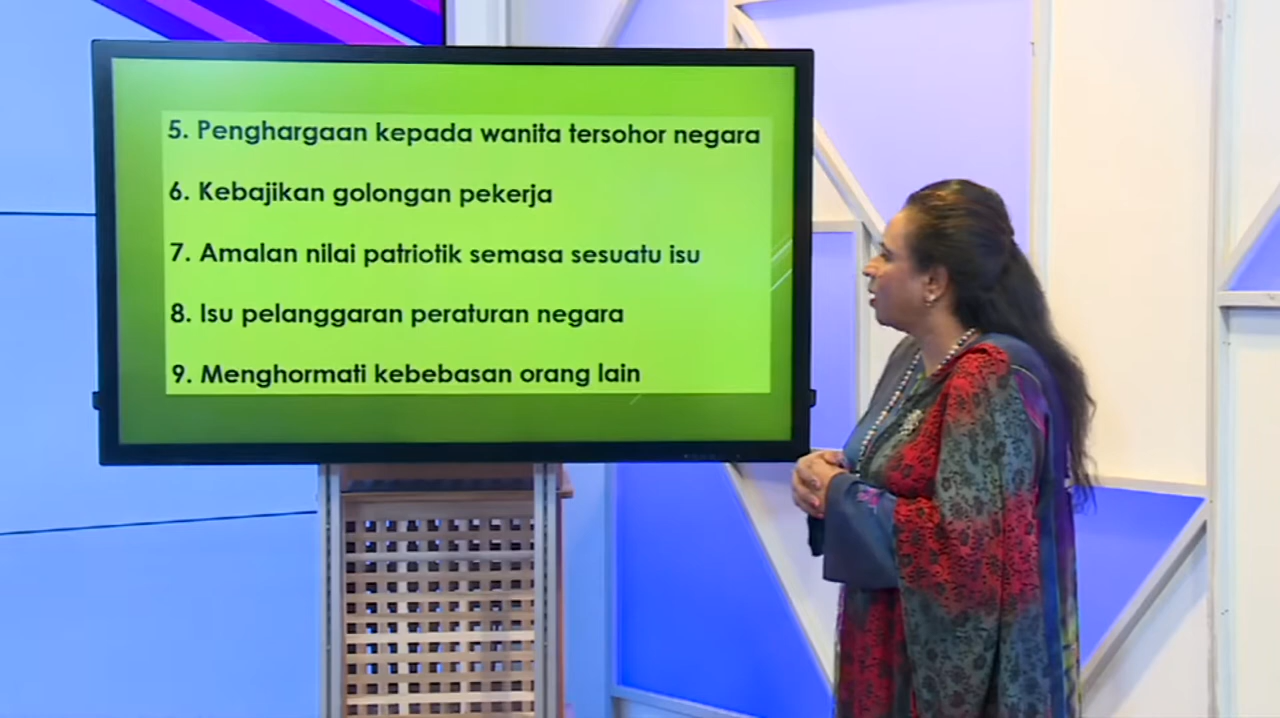 5. Penghargaan kepada wanita tersohor negara
6. Kebajikan golongan pekerja
7. Amalan nilai patriotik semasa sesuatu isu
8. Isu pelanggaran peraturan negara
9. Menghormati kebebasan orang lain